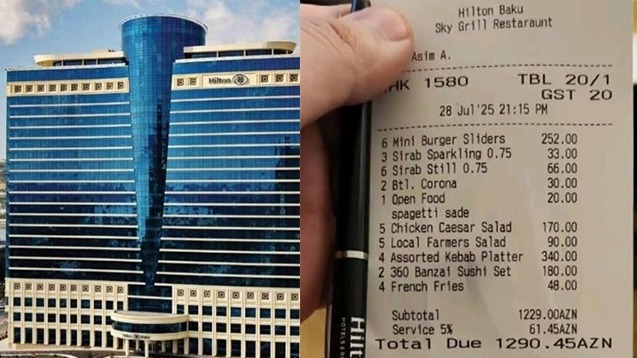 Hilton
Hilton Baku
Sky Grill Restaraunt
Asim A.
CHK 1580 TBL 20/1
GST 20
28 Jul'25 21:15 PM
6 Mini Burger Sliders 252.00
3 Sirab Sparkling 0.75 33.00
6 Sirab Still 0.75 66.00
2 Btl. Corona 30.00
1 Open Food 20.00
spagetti sade
5 Chicken Caesar Salad 170.00
5 Local Farmers Salad 90.00
4 Assorted Kebab Platter 340.00
2 360 Banzai Sushi Set 180.00
4 French Fries 48.00
Subtotal 1229.00AZN
Service 5% 61.45AZN
Total Due 1290.45AZN
Hilt
HOTELS &